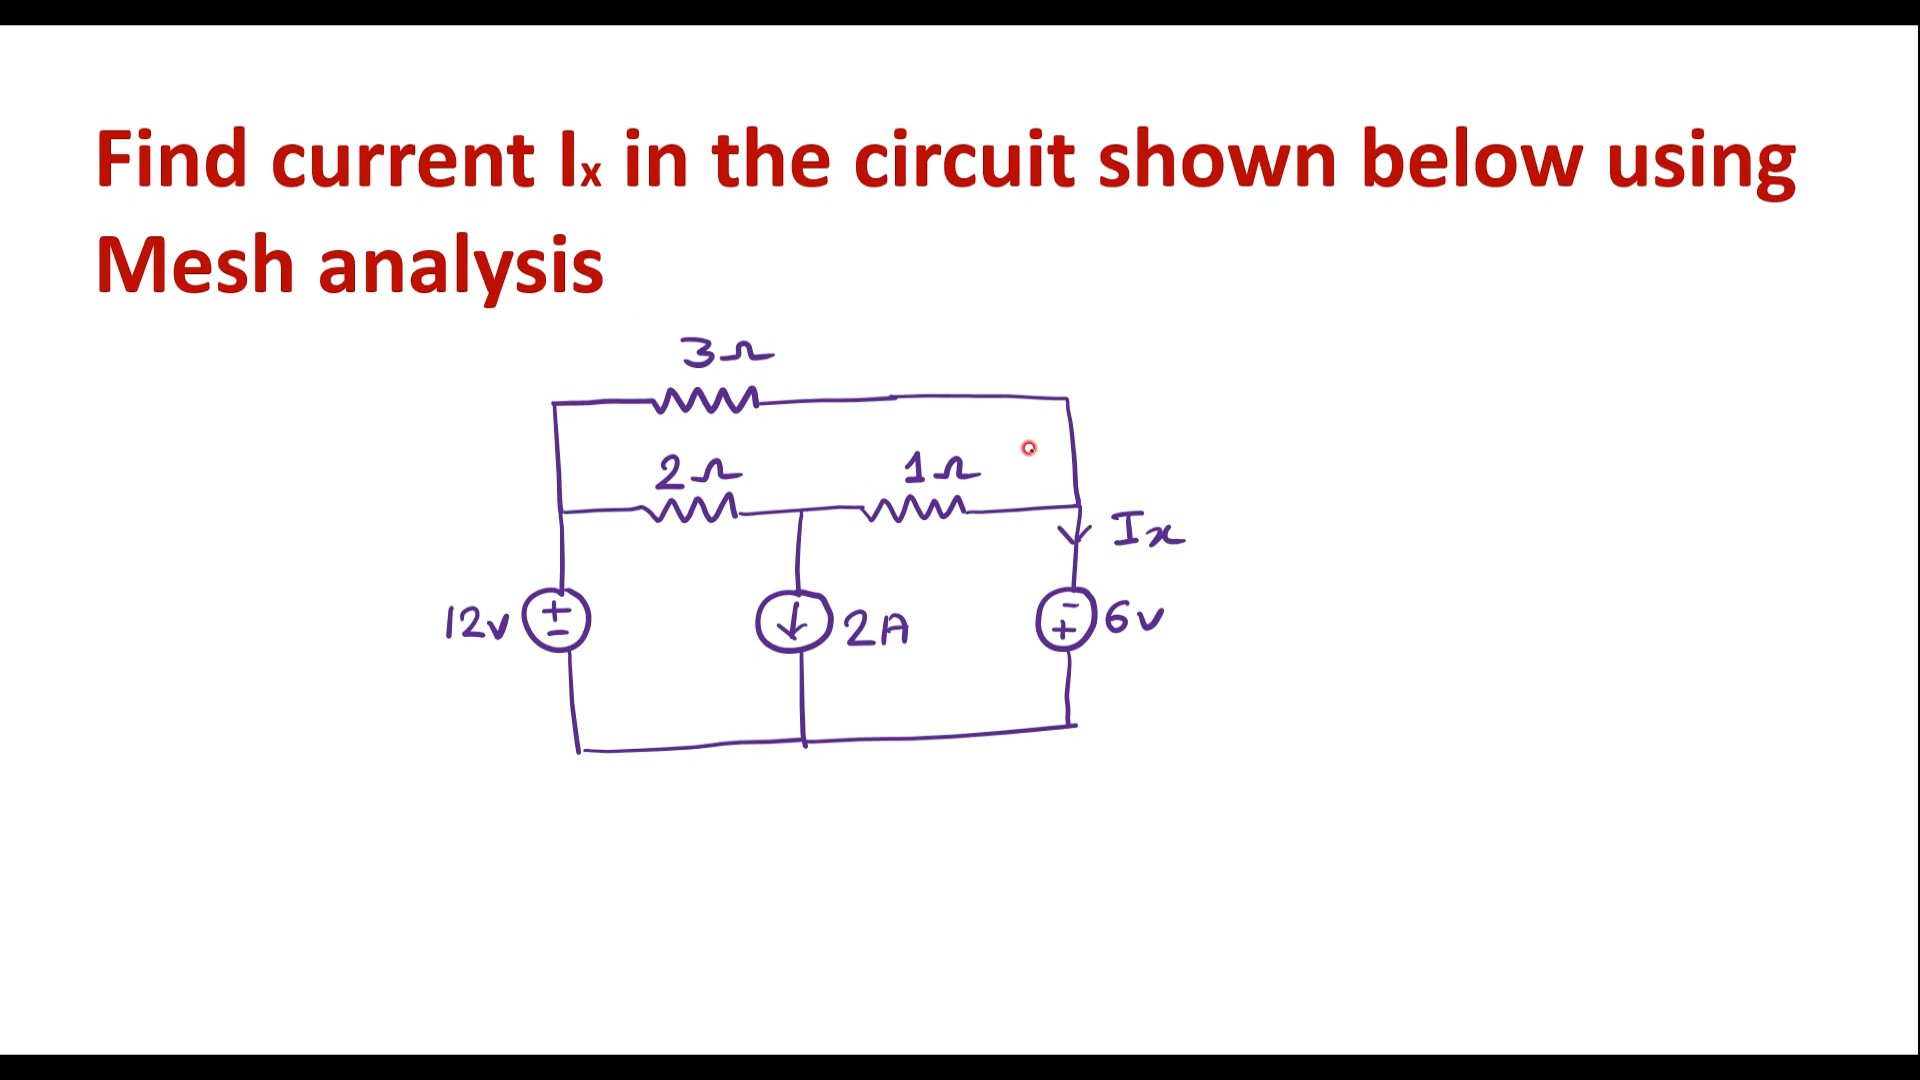 Find current Ix in the circuit shown below using
Mesh analysis
3Ω
2Ω
1Ω
Ix
12v
+
−
2A
−
+
6v